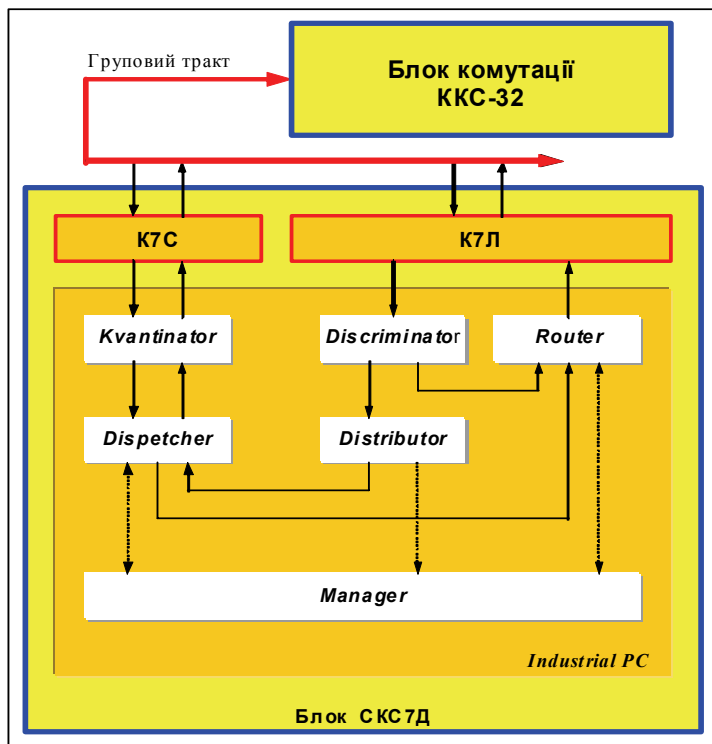 Груповий тракт
Блок комутації
ККС-32
К7С
К7Л
Kvantinator
Discriminator
Router
Dispetcher
Distributor
Manager
Industrial PC
Блок СКС7Д